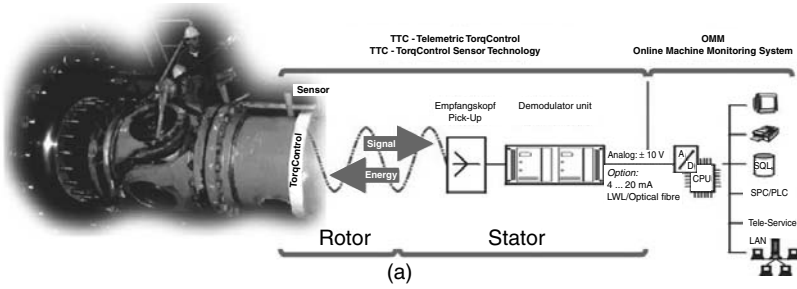 TTC - Telemetric TorqControl
TTC - TorqControl Sensor Technology
OMM
Online Machine Monitoring System
Sensor
TorqControl
Signal
Energy
Empfangskopf
Pick-Up
Demodulator unit
Analog: ± 10 V
Option:
4 ... 20 mA
LWL/Optical fibre
A
D
CPU
SQL
SPC/PLC
Tele-Service
LAN
Rotor
Stator
(a)